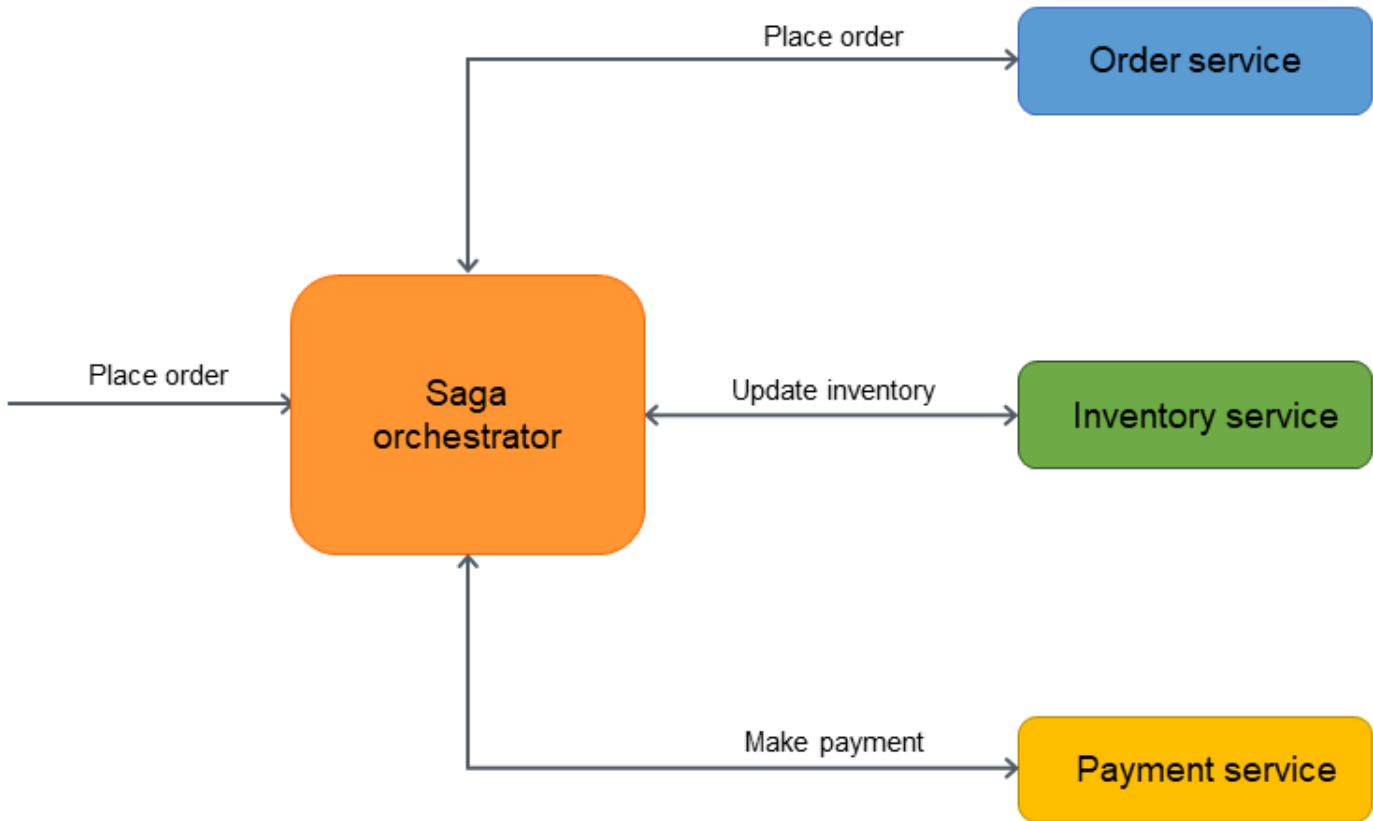 Place order
Order service
Place order
Saga
orchestrator
Update inventory
Inventory service
Make payment
Payment service